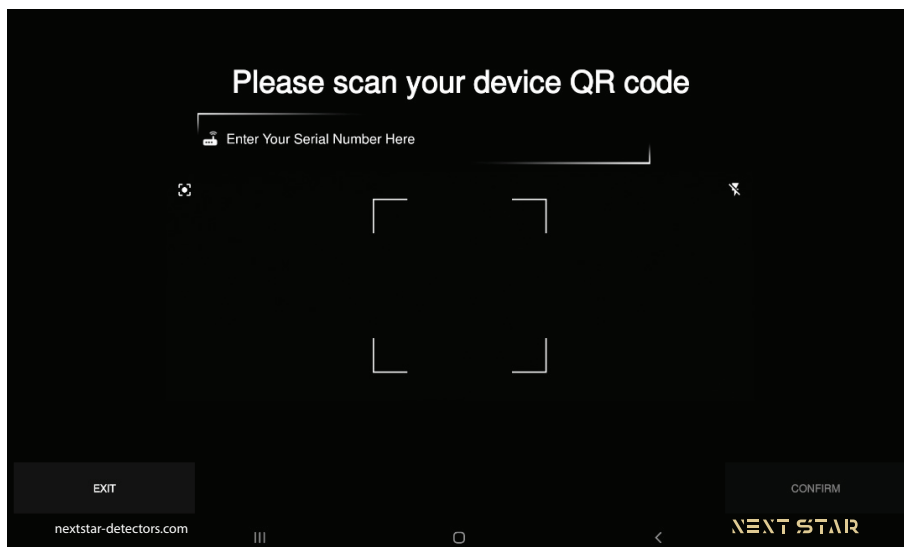 Please scan your device QR code
Enter Your Serial Number Here
EXIT
CONFIRM
nextstar-detectors.com
NEXT STAR